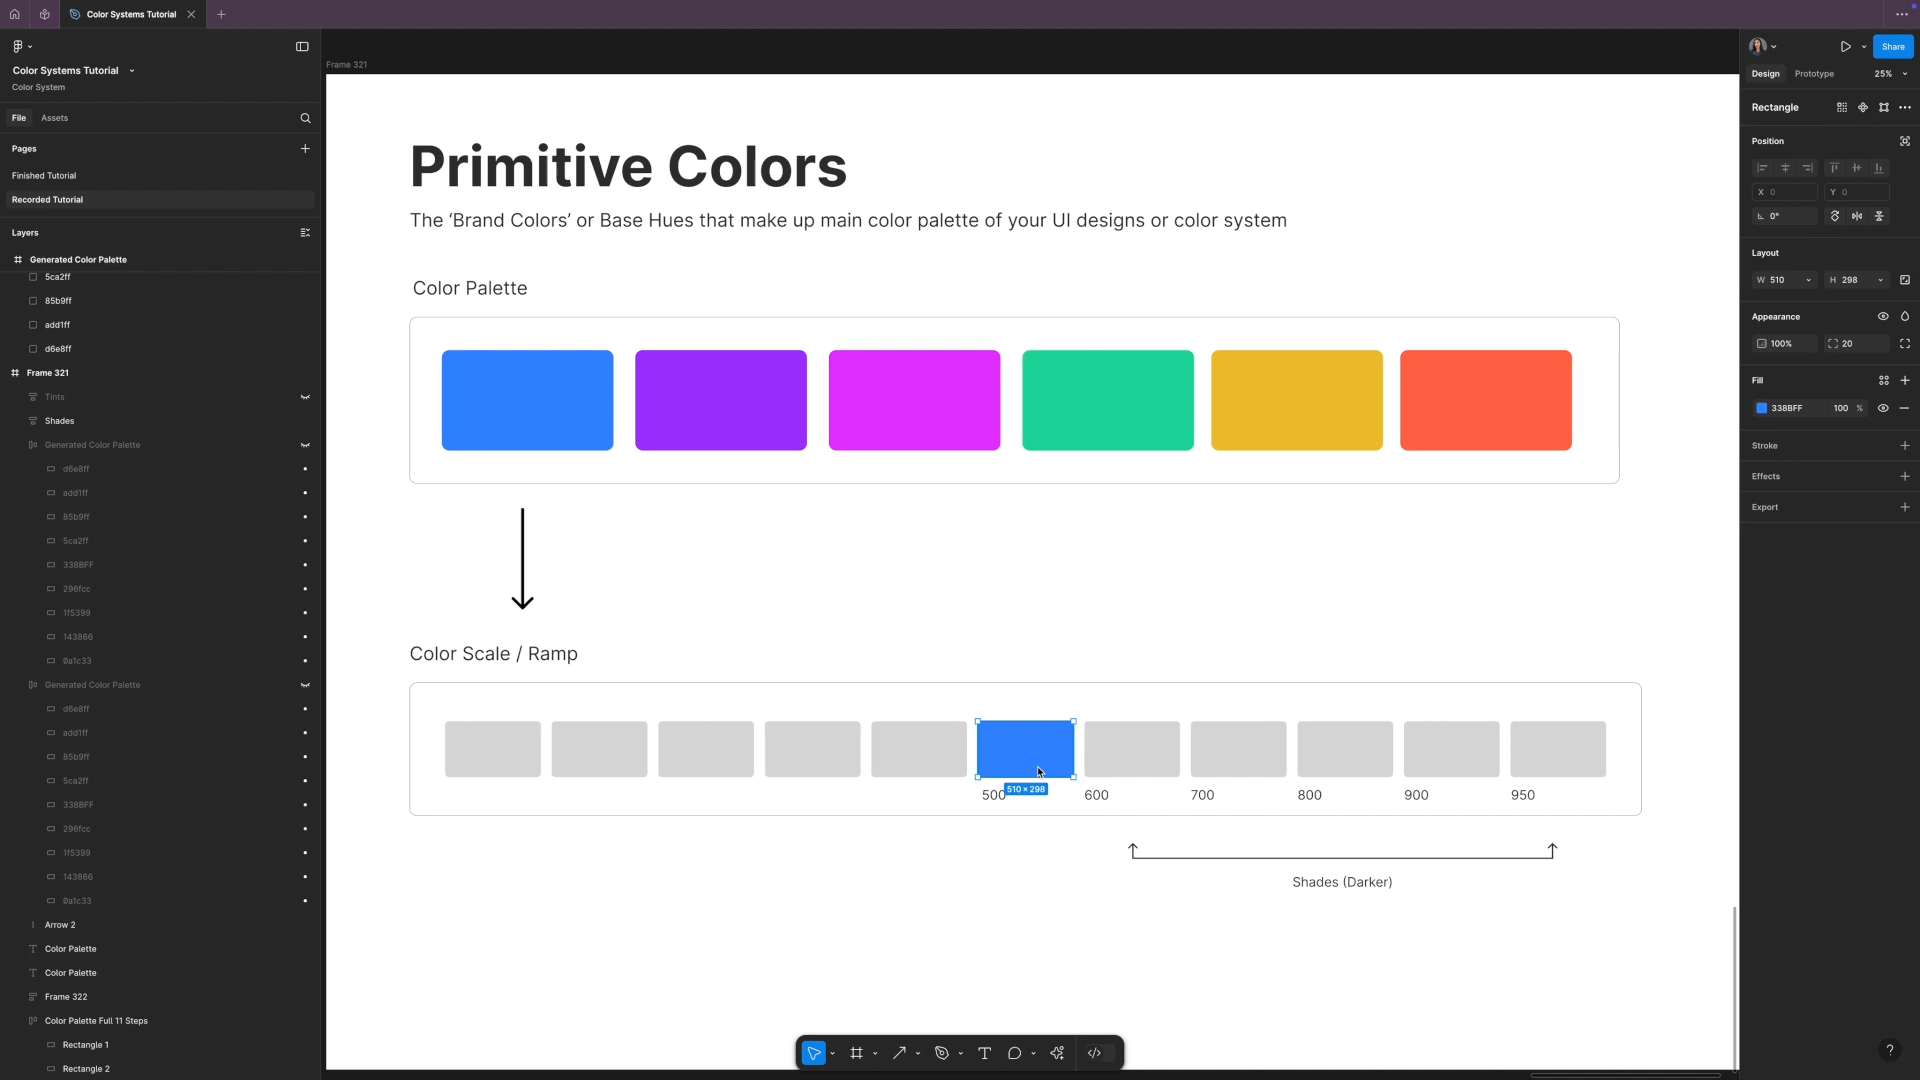 Color Systems Tutorial
Color Systems Tutorial
Color System
File
Assets
Pages
Finished Tutorial
Recorded Tutorial
Layers
Generated Color Palette
5ca2ff
85b9ff
add1ff
d6e8ff
Frame 321
Tints
Shades
Generated Color Palette
d6e8ff
add1ff
85b9ff
5ca2ff
338BFF
296fcc
1f5399
143866
0a1c33
Generated Color Palette
d6e8ff
add1ff
85b9ff
5ca2ff
338BFF
296fcc
1f5399
143866
0a1c33
Arrow 2
Color Palette
Color Palette
Frame 322
Color Palette Full 11 Steps
Rectangle 1
Rectangle 2
Frame 321
Primitive Colors
The ‘Brand Colors’ or Base Hues that make up main color palette of your UI designs or color system
Color Palette
Color Scale / Ramp
500
510 × 298
600
700
800
900
950
Shades (Darker)
Share
Design
Prototype
25%
Rectangle
Position
X 0
Y 0
0°
Layout
W 510
H 298
Appearance
100%
20
Fill
338BFF
100 %
Stroke
Effects
Export
?